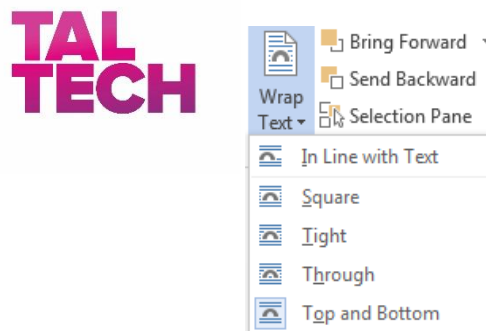 TAL
TECH
Wrap
Text
Bring Forward
Send Backward
Selection Pane
In Line with Text
Square
Tight
Through
Top and Bottom